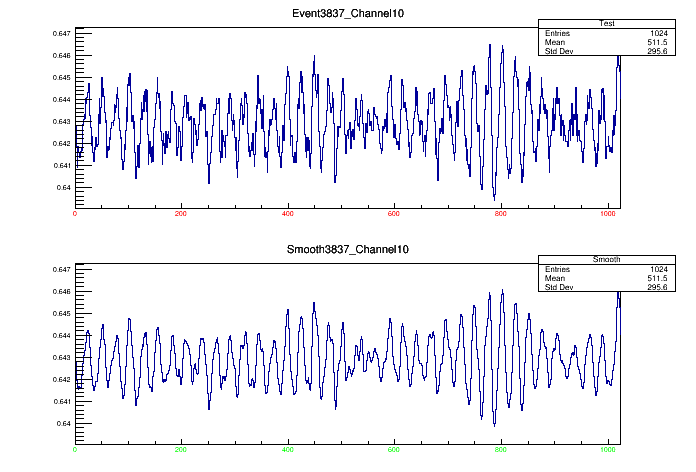 Event3837_Channel10
Test
Entries 1024
Mean 511.5
Std Dev 295.6
0.647
0.646
0.645
0.644
0.643
0.642
0.641
0.64
0 200 400 600 800 1000
Smooth3837_Channel10
Smooth
Entries 1024
Mean 511.5
Std Dev 295.6
0.647
0.646
0.645
0.644
0.643
0.642
0.641
0.64
0 200 400 600 800 1000